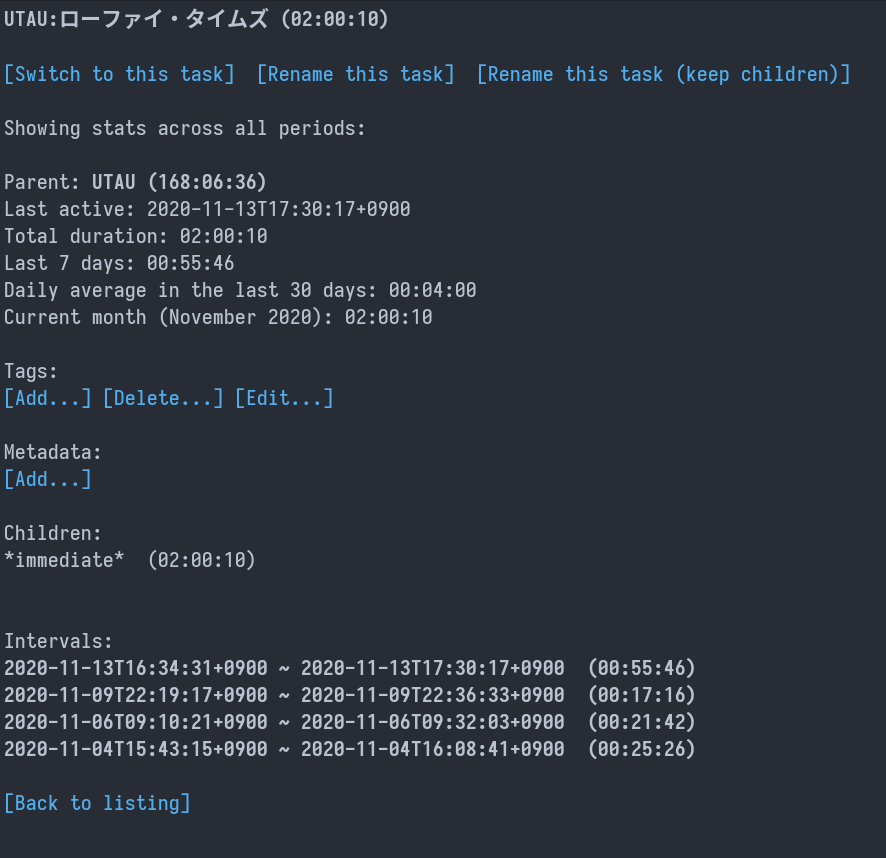 UTAU:ローファイ・タイムズ (02:00:10)
[Switch to this task] [Rename this task] [Rename this task (keep children)]
Showing stats across all periods:
Parent: UTAU (168:06:36)
Last active: 2020-11-13T17:30:17+0900
Total duration: 02:00:10
Last 7 days: 00:55:46
Daily average in the last 30 days: 00:04:00
Current month (November 2020): 02:00:10
Tags:
[Add...] [Delete...] [Edit...]
Metadata:
[Add...]
Children:
*immediate* (02:00:10)
Intervals:
2020-11-13T16:34:31+0900 ~ 2020-11-13T17:30:17+0900 (00:55:46)
2020-11-09T22:19:17+0900 ~ 2020-11-09T22:36:33+0900 (00:17:16)
2020-11-06T09:10:21+0900 ~ 2020-11-06T09:32:03+0900 (00:21:42)
2020-11-04T15:43:15+0900 ~ 2020-11-04T16:08:41+0900 (00:25:26)
[Back to listing]